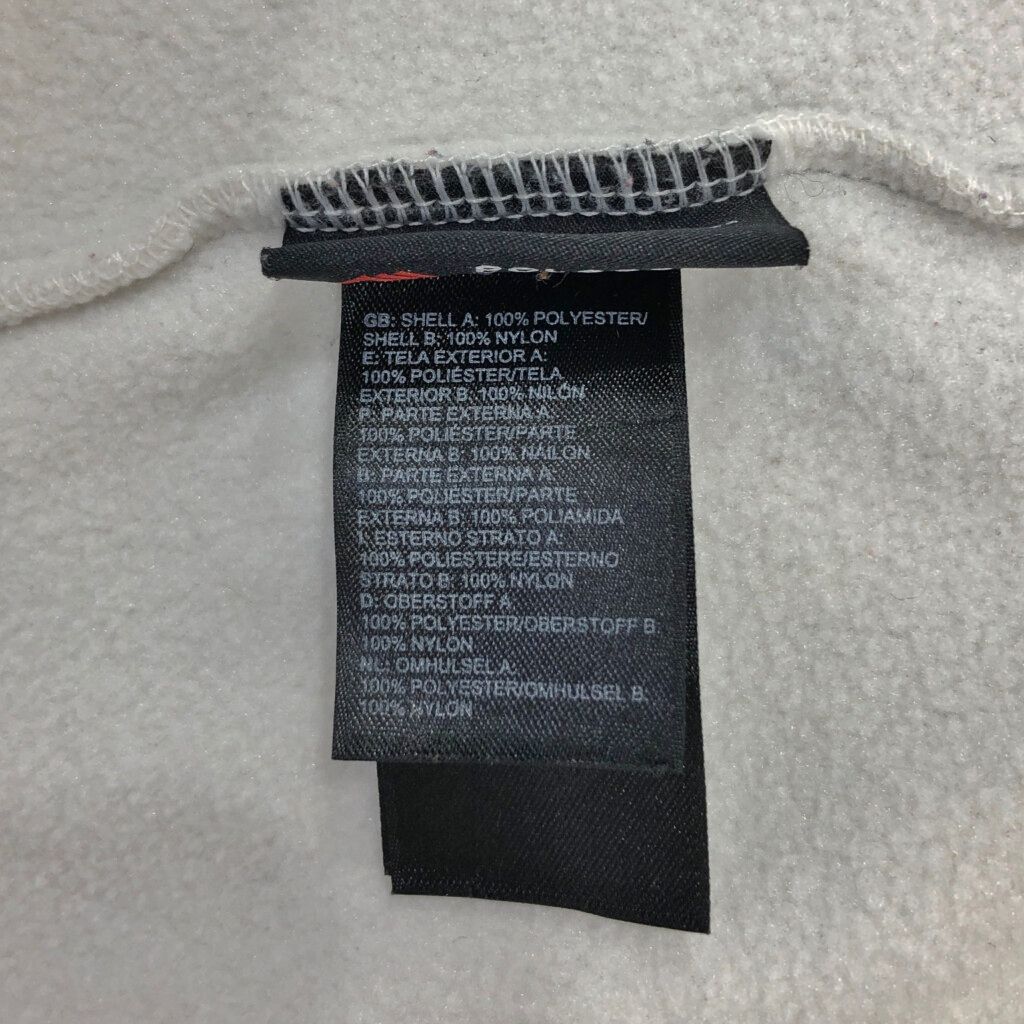 GB: SHELL A: 100% POLYESTER/
SHELL B: 100% NYLON
E: TELA EXTERIOR A:
100% POLIÉSTER/TELA
EXTERIOR B: 100% NILÓN
P: PARTE EXTERNA A
100% POLIÉSTER/PARTE
EXTERNA B: 100% NAILON
B: PARTE EXTERNA A
100% POLIÉSTER/PARTE
EXTERNA B: 100% POLIAMIDA
I: ESTERNO STRATO A:
100% POLIESTERE/ESTERNO
STRATO B: 100% NYLON
D: OBERSTOFF A
100% POLYESTER/OBERSTOFF B:
100% NYLON
NL: OMHULSEL A:
100% POLYESTER/OMHULSEL B:
100% NYLON